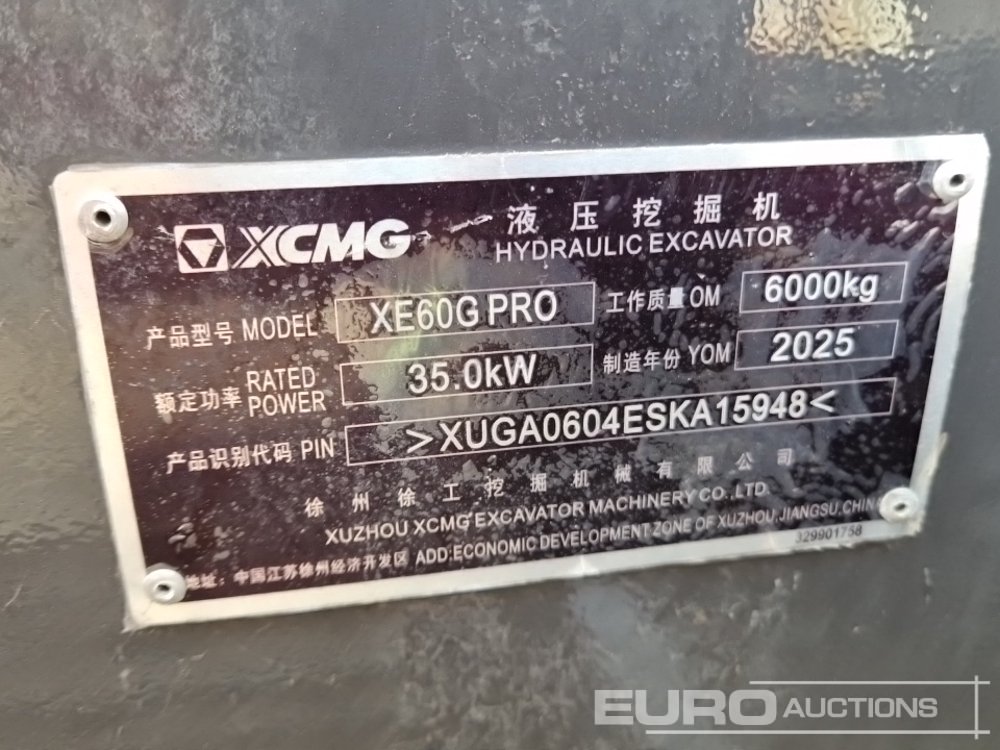 XCMG
液压挖掘机
HYDRAULIC EXCAVATOR
产品型号 MODEL XE60G PRO 工作质量 OM 6000kg
额定功率 RATED POWER 35.0kW 制造年份 YOM 2025
产品识别代码 PIN >XUGA0604ESKA15948<
徐州徐工挖掘机械有限公司
XUZHOU XCMG EXCAVATOR MACHINERY CO., LTD
地址: 中国江苏徐州经济开发区 ADD:ECONOMIC DEVELOPMENT ZONE OF XUZHOU,JIANGSU,CHINA
329901758
EURO AUCTIONS